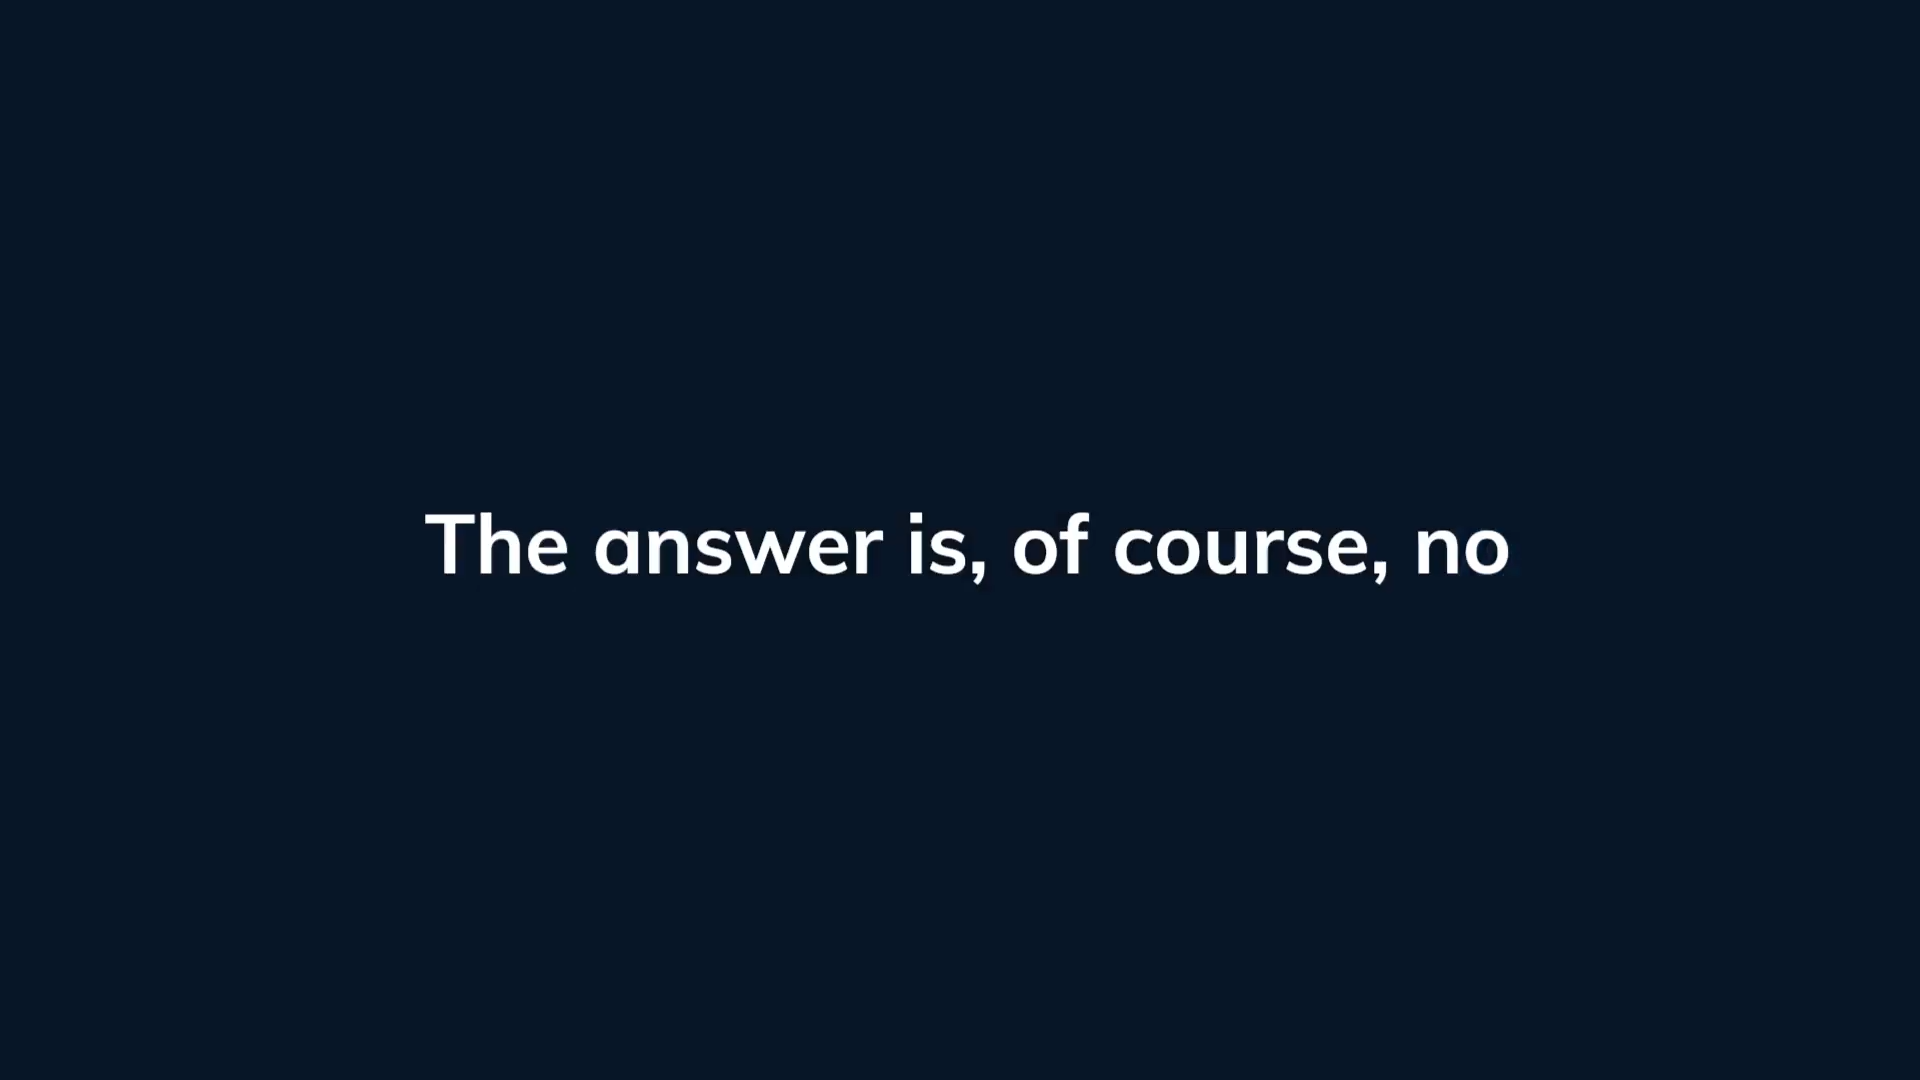 The answer is, of course, no